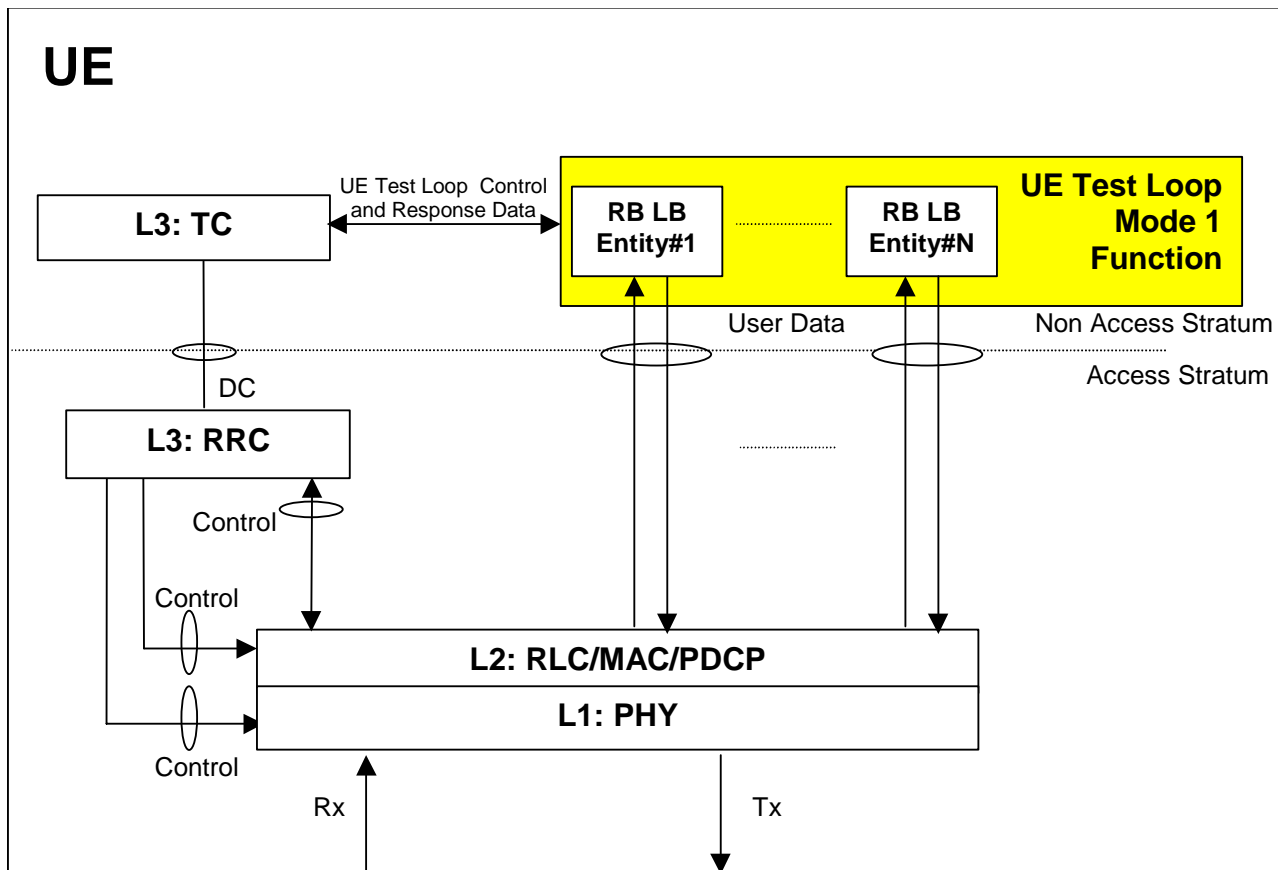 UE
UE Test Loop Control
and Response Data
L3: TC
RB LB
Entity#1
RB LB
Entity#N
UE Test Loop
Mode 1
Function
User Data
Non Access Stratum
Access Stratum
DC
L3: RRC
Control
Control
L2: RLC/MAC/PDCP
L1: PHY
Control
Rx
Tx